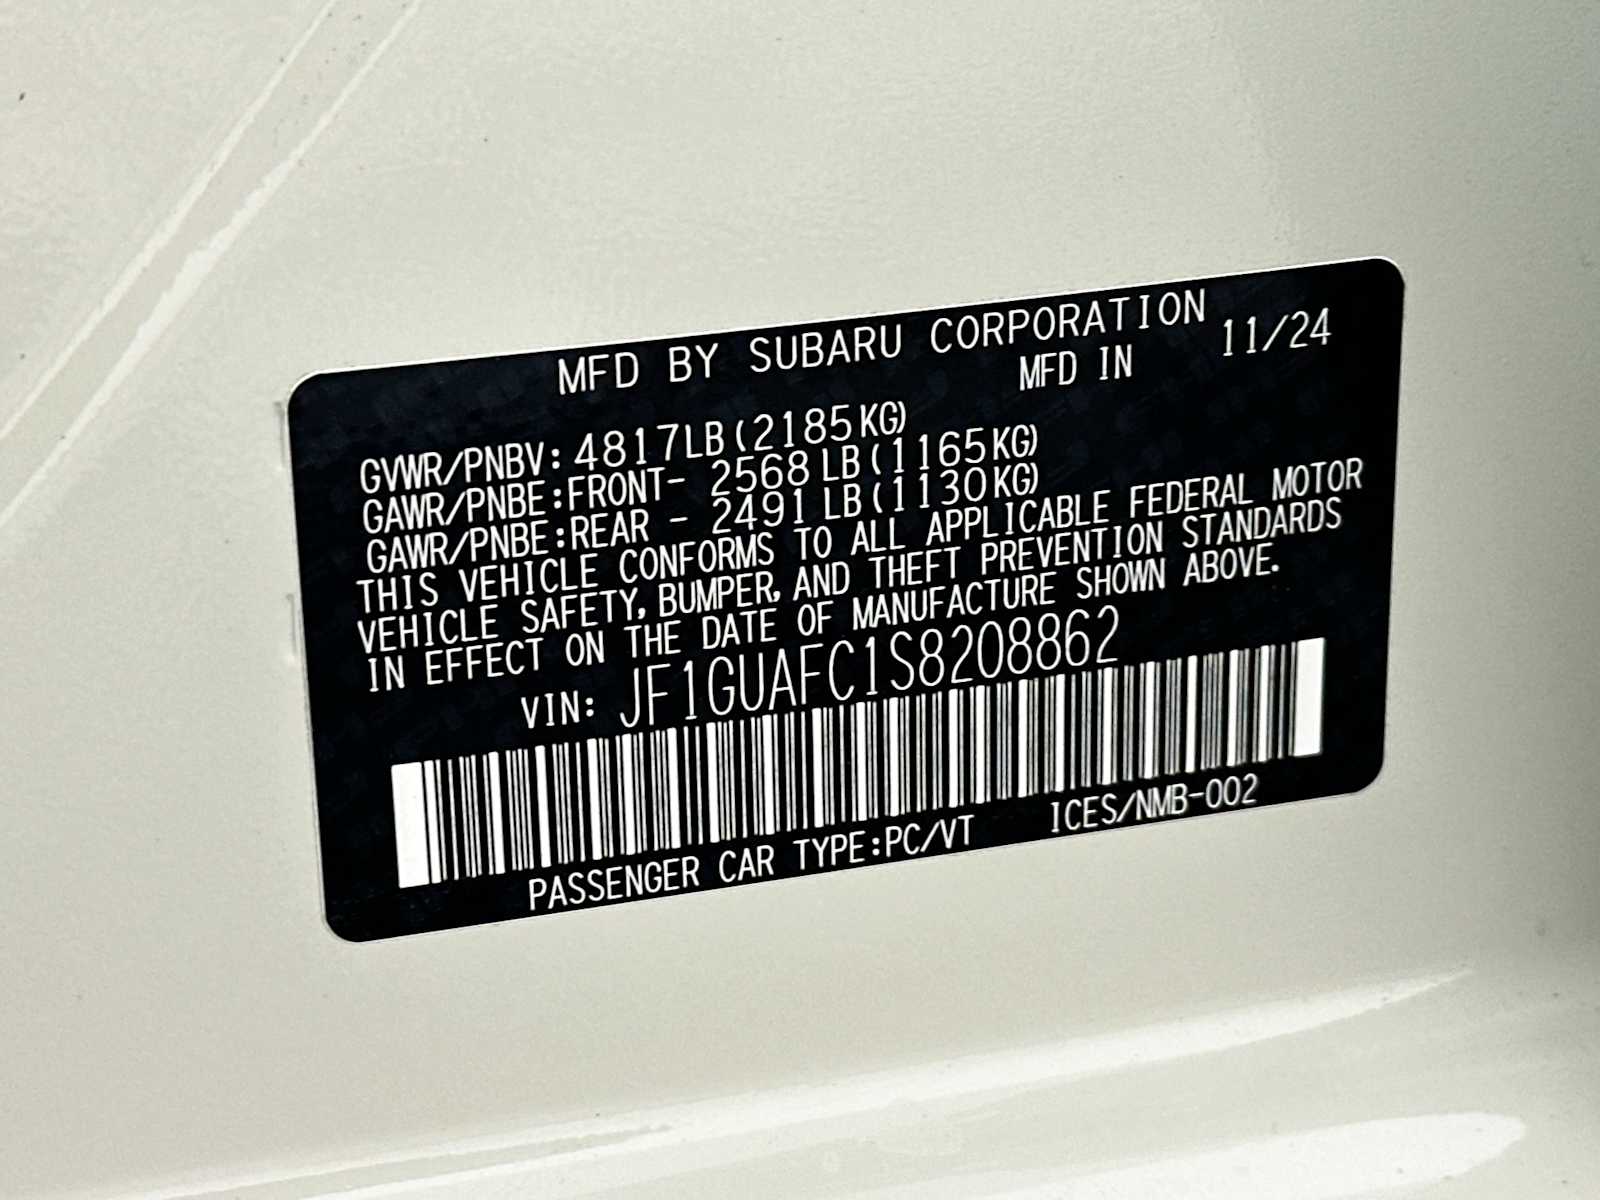 MFD BY SUBARU CORPORATION
MFD IN 11/24
GVWR/PNBV: 4817LB(2185KG)
GAWR/PNBE:FRONT- 2568LB(1165KG)
GAWR/PNBE:REAR - 2491LB(1130KG)
THIS VEHICLE CONFORMS TO ALL APPLICABLE FEDERAL MOTOR
VEHICLE SAFETY, BUMPER, AND THEFT PREVENTION STANDARDS
IN EFFECT ON THE DATE OF MANUFACTURE SHOWN ABOVE.
VIN: JF1GUAFC1S8208862
PASSENGER CAR TYPE:PC/VT ICES/NMB-002